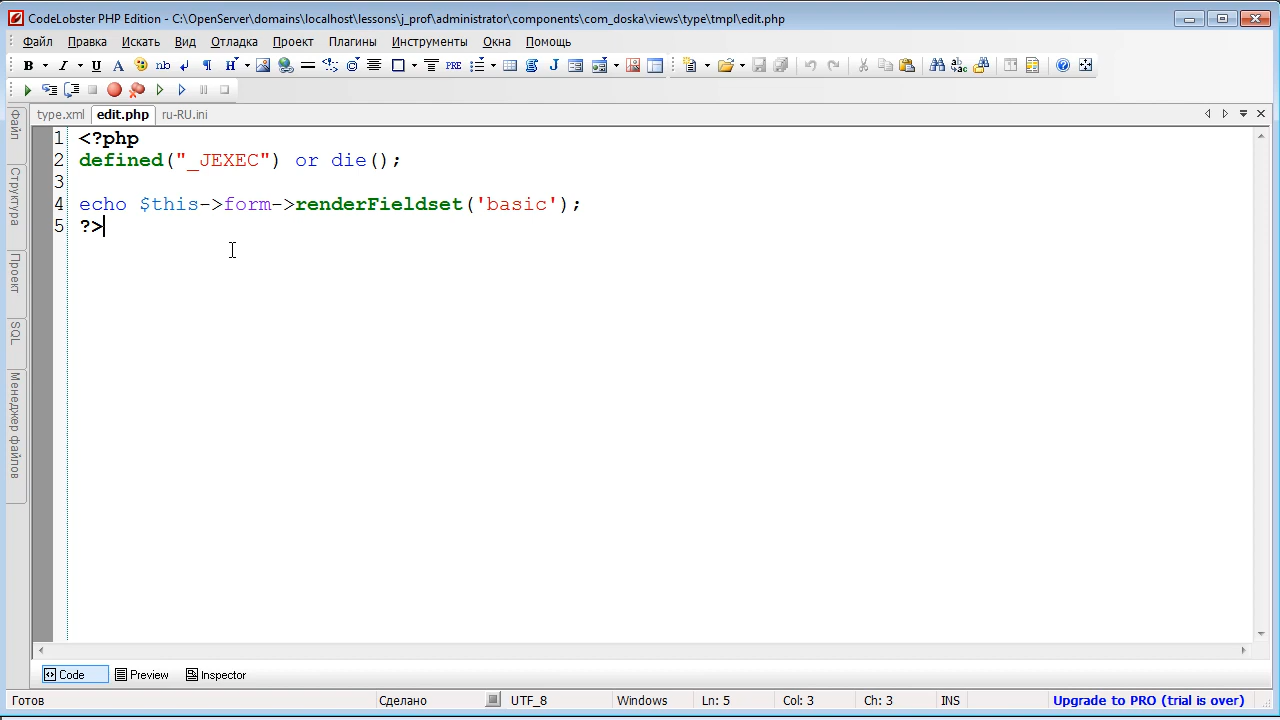 CodeLobster PHP Edition - C:\OpenServer\domains\localhost\lessons\j_prof\administrator\components\com_doska\views\type\tmpl\edit.php
Файл Правка Искать Вид Отладка Проект Плагины Инструменты Окна Помощь
B I U A nb H PRE J
type.xml edit.php ru-RU.ini
Файл
Структура
Проект
SQL
Менеджер файлов
1 <?php
2 defined("_JEXEC") or die();
3
4 echo $this->form->renderFieldset('basic');
5 ?>
Code Preview Inspector
Готов Сделано UTF_8 Windows Ln: 5 Col: 3 Ch: 3 INS Upgrade to PRO (trial is over)